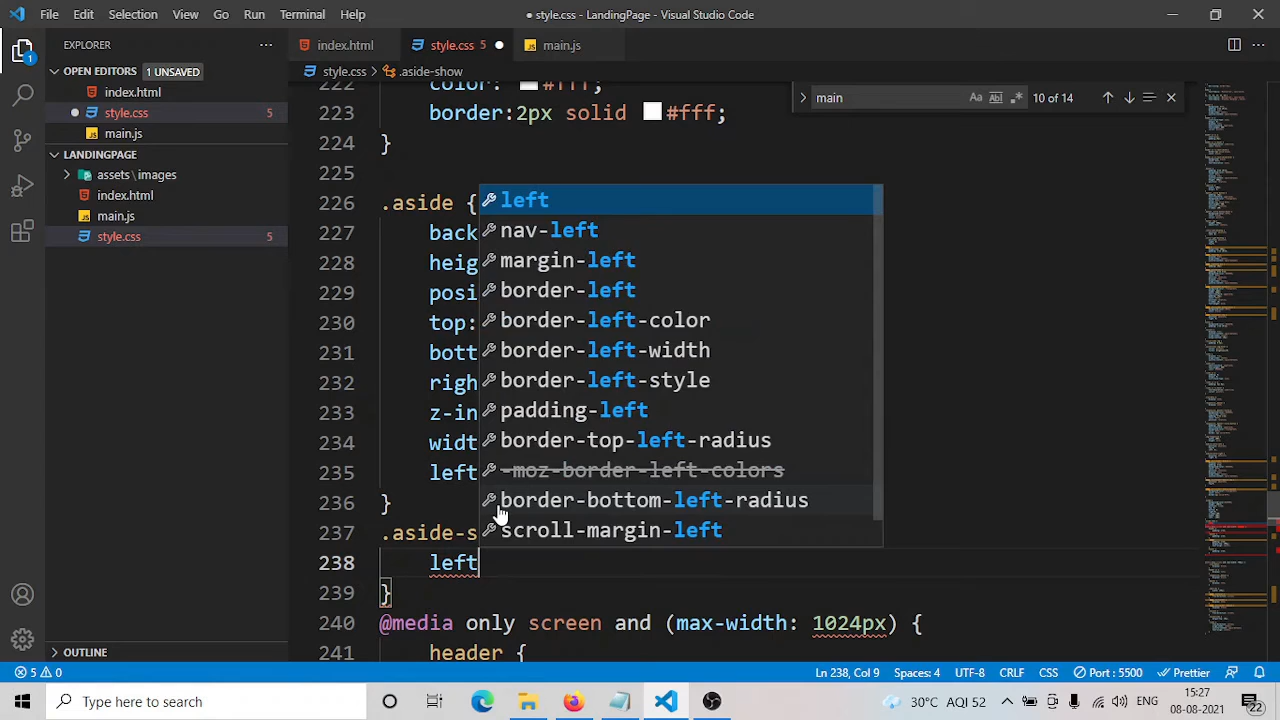 File Edit Selection View Go Run Terminal Help
style.css - LandingPage - Visual Studio Code
EXPLORER
index.html
style.css 5
main.js
OPEN EDITORS 1 UNSAVED
style.css > .aside-show
index.html
style.css 5
main.js
LANDINGPAGE
assets\images
index.html
main.js
style.css 5
OUTLINE
main
Aa ab
10 of 14
222 color: #fff;
223 border:2px solid #fff;
224 }
225
226 .aside {
227 back
228 heig
229 posi
230 top:
231 bott
232 righ
233 z-in
234 widt
235 left
236 }
237 .aside-s
238 left
239 }
240 @media only screen and (max-width: 1024px) {
241 header {
left
nav-left
margin-left
border-left
border-left-color
border-left-width
border-left-style
padding-left
border-top-left-radius
-moz-border-left-colors
border-bottom-left-radius
scroll-margin-left
1
5 0
Ln 238, Col 9 Spaces: 4 UTF-8 CRLF CSS Port : 5500 Prettier
Type here to search
30°C AQI 52
ENG
15:27
08-08-2021
22